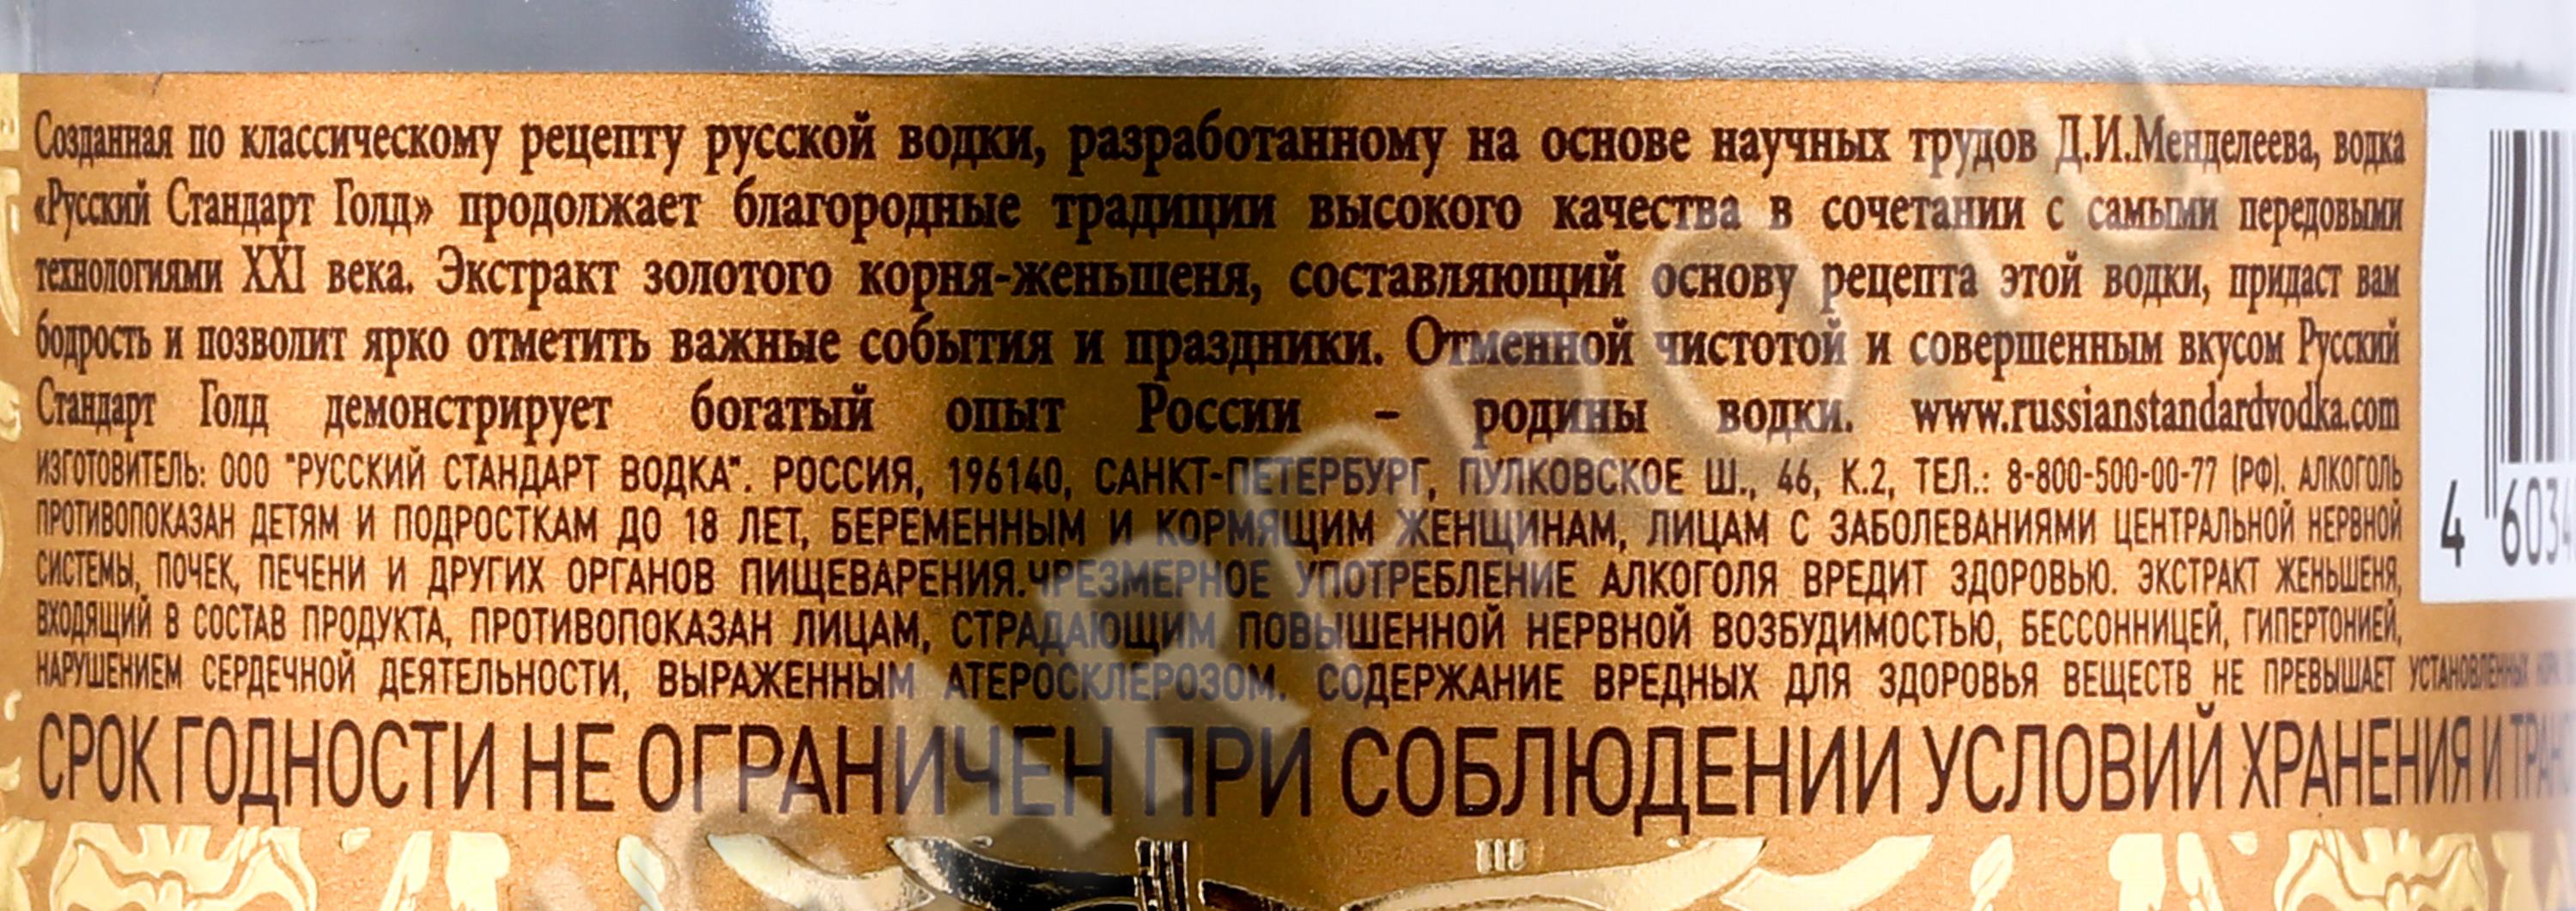 Созданная по классическому рецепту русской водки, разработанному на основе научных трудов Д.И.Менделеева, водка
«Русский Стандарт Голд» продолжает благородные традиции высокого качества в сочетании с самыми передовыми
технологиями XXI века. Экстракт золотого корня-женьшеня, составляющий основу рецепта этой водки, придаст вам
бодрость и позволит ярко отметить важные события и праздники. Отменной чистотой и совершенным вкусом Русский
Стандарт Голд демонстрирует богатый опыт России – родины водки. www.russianstandardvodka.com
ИЗГОТОВИТЕЛЬ: ООО "РУССКИЙ СТАНДАРТ ВОДКА". РОССИЯ, 196140, САНКТ-ПЕТЕРБУРГ, ПУЛКОВСКОЕ Ш., 46, К.2, ТЕЛ.: 8-800-500-00-77 (РФ). АЛКОГОЛЬ
ПРОТИВОПОКАЗАН ДЕТЯМ И ПОДРОСТКАМ ДО 18 ЛЕТ, БЕРЕМЕННЫМ И КОРМЯЩИМ ЖЕНЩИНАМ, ЛИЦАМ С ЗАБОЛЕВАНИЯМИ ЦЕНТРАЛЬНОЙ НЕРВНОЙ
СИСТЕМЫ, ПОЧЕК, ПЕЧЕНИ И ДРУГИХ ОРГАНОВ ПИЩЕВАРЕНИЯ.ЧРЕЗМЕРНОЕ УПОТРЕБЛЕНИЕ АЛКОГОЛЯ ВРЕДИТ ЗДОРОВЬЮ. ЭКСТРАКТ ЖЕНЬШЕНЯ,
ВХОДЯЩИЙ В СОСТАВ ПРОДУКТА, ПРОТИВОПОКАЗАН ЛИЦАМ, СТРАДАЮЩИМ ПОВЫШЕННОЙ НЕРВНОЙ ВОЗБУДИМОСТЬЮ, БЕССОННИЦЕЙ, ГИПЕРТОНИЕЙ,
НАРУШЕНИЕМ СЕРДЕЧНОЙ ДЕЯТЕЛЬНОСТИ, ВЫРАЖЕННЫМ АТЕРОСКЛЕРОЗОМ. СОДЕРЖАНИЕ ВРЕДНЫХ ДЛЯ ЗДОРОВЬЯ ВЕЩЕСТВ НЕ ПРЕВЫШАЕТ УСТАНОВЛЕННЫХ
СРОК ГОДНОСТИ НЕ ОГРАНИЧЕН ПРИ СОБЛЮДЕНИИ УСЛОВИЙ ХРАНЕНИЯ И
4 603